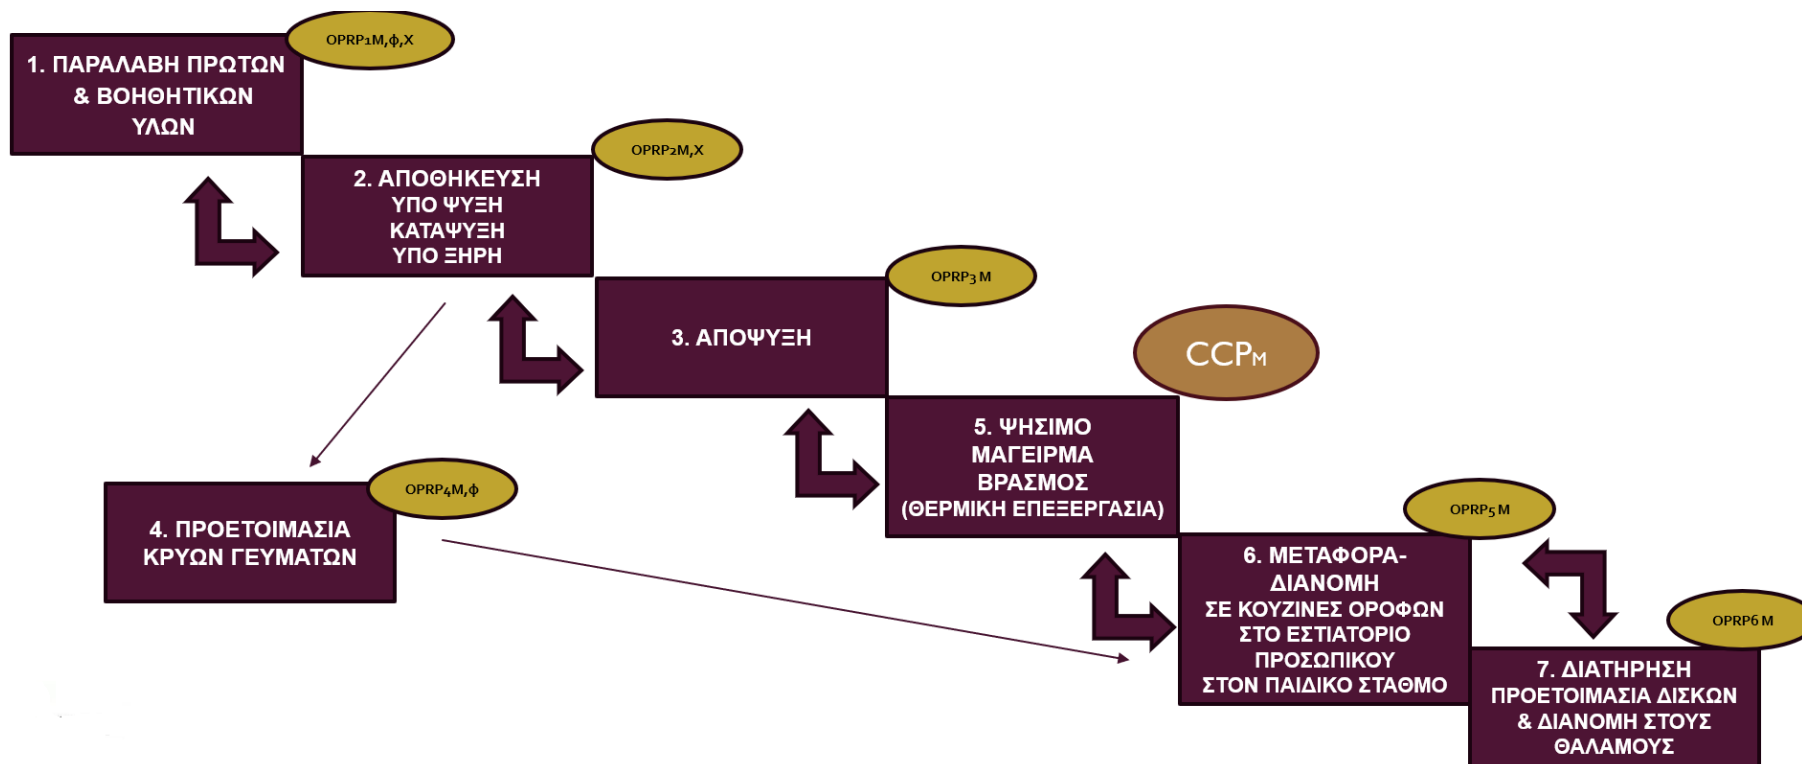 OPRP1M,φ,X
1. ΠΑΡΑΛΑΒΗ ΠΡΩΤΩΝ
& ΒΟΗΘΗΤΙΚΩΝ
ΥΛΩΝ
OPRP2M,X
2. ΑΠΟΘΗΚΕΥΣΗ
ΥΠΟ ΨΥΞΗ
ΚΑΤΑΨΥΞΗ
ΥΠΟ ΞΗΡΗ
OPRP3 M
3. ΑΠΟΨΥΞΗ
CCPM
5. ΨΗΣΙΜΟ
ΜΑΓΕΙΡΜΑ
ΒΡΑΣΜΟΣ
(ΘΕΡΜΙΚΗ ΕΠΕΞΕΡΓΑΣΙΑ)
OPRP4M,φ
4. ΠΡΟΕΤΟΙΜΑΣΙΑ
ΚΡΥΩΝ ΓΕΥΜΑΤΩΝ
OPRP5 M
6. ΜΕΤΑΦΟΡΑ-
ΔΙΑΝΟΜΗ
ΣΕ ΚΟΥΖΙΝΕΣ ΟΡΟΦΩΝ
ΣΤΟ ΕΣΤΙΑΤΟΡΙΟ
ΠΡΟΣΩΠΙΚΟΥ
ΣΤΟΝ ΠΑΙΔΙΚΟ ΣΤΑΘΜΟ
OPRP6 M
7. ΔΙΑΤΗΡΗΣΗ
ΠΡΟΕΤΟΙΜΑΣΙΑ ΔΙΣΚΩΝ
& ΔΙΑΝΟΜΗ ΣΤΟΥΣ
ΘΑΛΑΜΟΥΣ